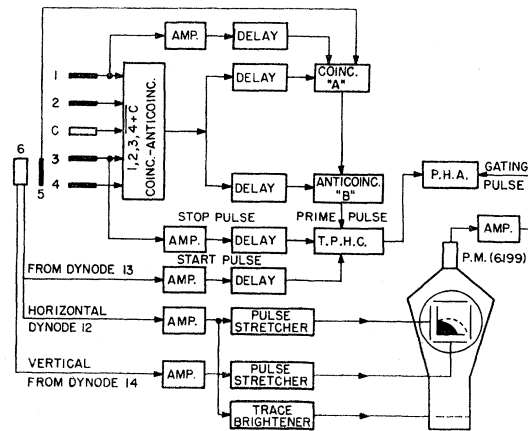 AMP.
DELAY
1
2
C
3
4
5
6
1,2,3,4+C
COINC.-ANTICOINC.
DELAY
COINC.
"A"
DELAY
ANTICOINC.
"B"
P.H.A.
GATING
PULSE
STOP PULSE
PRIME PULSE
AMP.
DELAY
T.P.H.C.
AMP.
START PULSE
P.M.(6199)
FROM DYNODE 13
AMP.
DELAY
HORIZONTAL
DYNODE 12
AMP.
PULSE
STRETCHER
VERTICAL
FROM DYNODE 14
AMP.
PULSE
STRETCHER
TRACE
BRIGHTENER